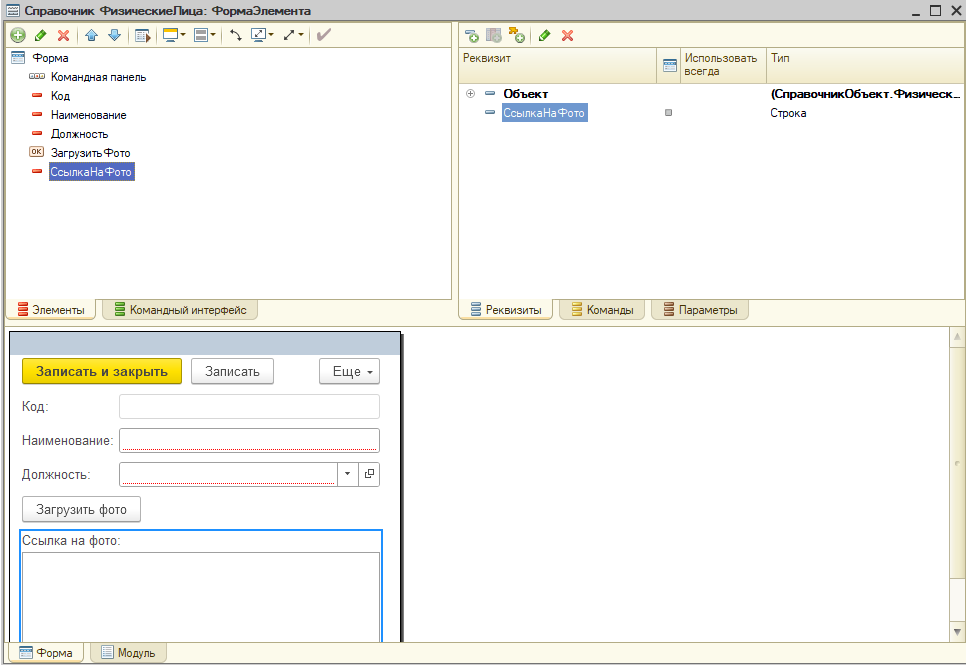 Справочник ФизическиеЛица: ФормаЭлемента
Форма
Командная панель
Код
Наименование
Должность
OK ЗагрузитьФото
СсылкаНаФото
Элементы Командный интерфейс
Реквизит Использовать всегда Тип
Объект (СправочникОбъект.Физическ...
СсылкаНаФото Строка
Реквизиты Команды Параметры
Записать и закрыть Записать Еще
Код:
Наименование:
Должность:
Загрузить фото
Ссылка на фото:
Форма Модуль